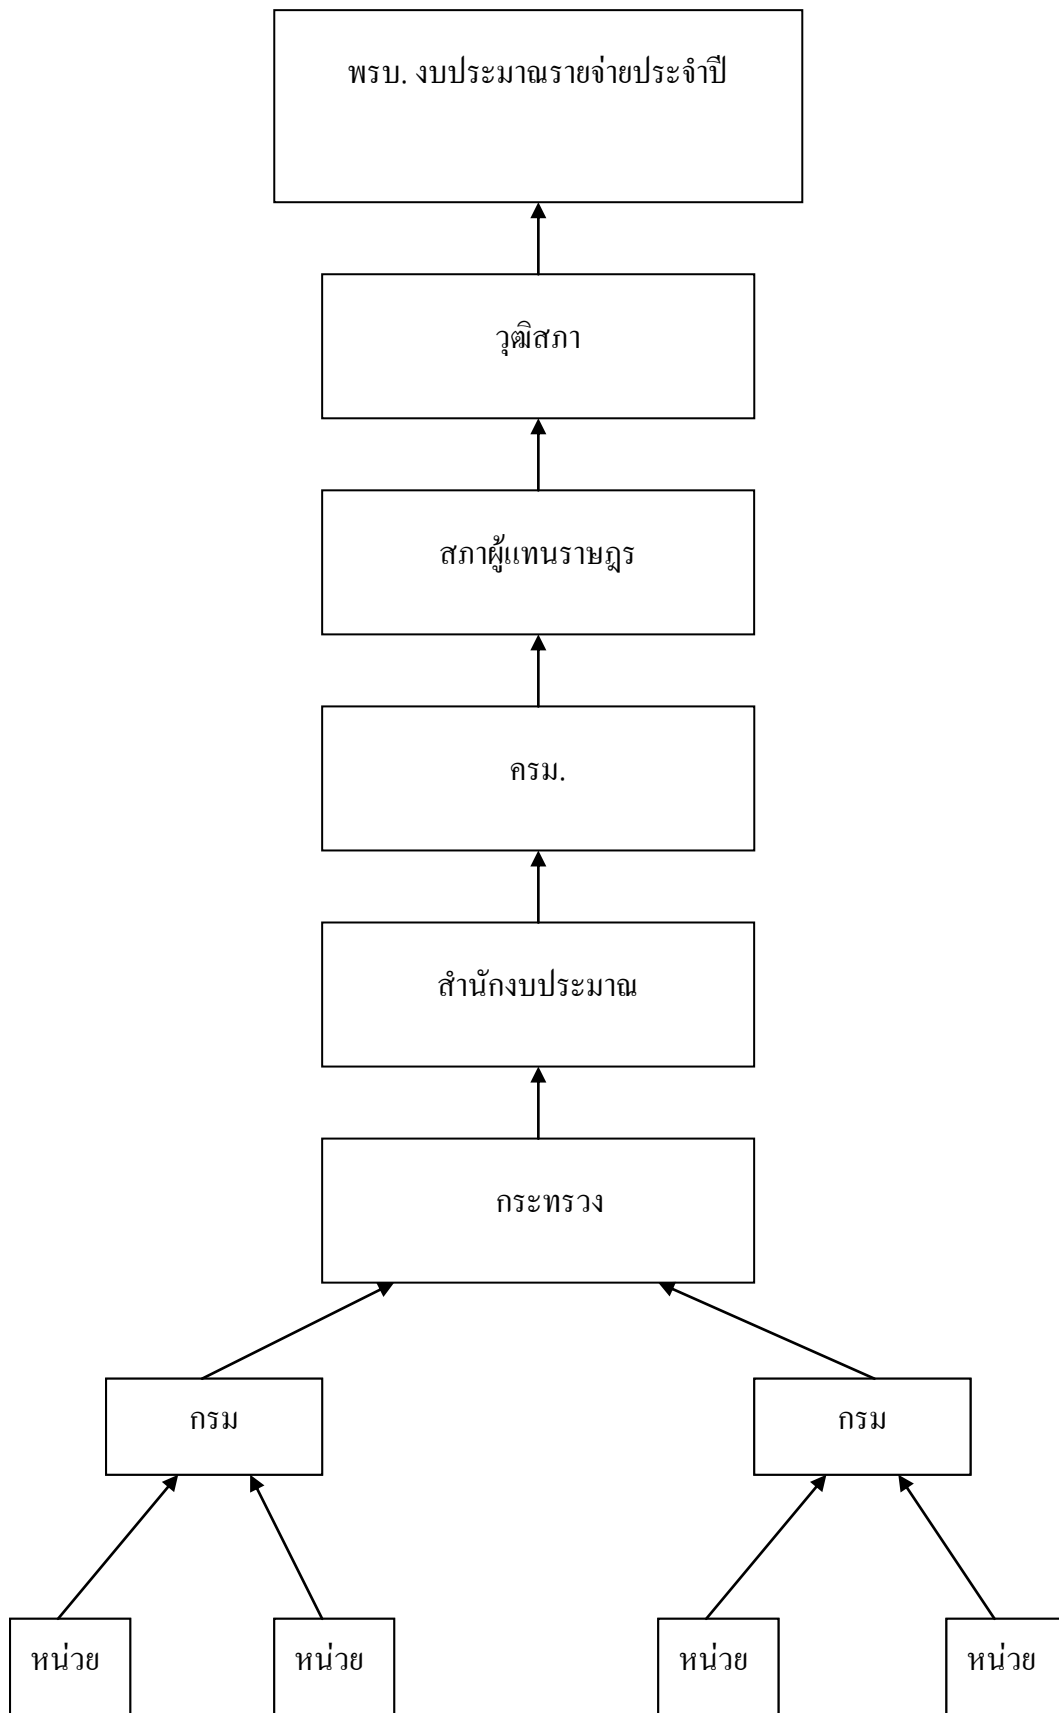 พรบ. งบประมาณรายจ่ายประจำปี
วุฒิสภา
สภาผู้แทนราษฎร
ครม.
สำนักงบประมาณ
กระทรวง
กรม
กรม
หน่วย
หน่วย
หน่วย
หน่วย